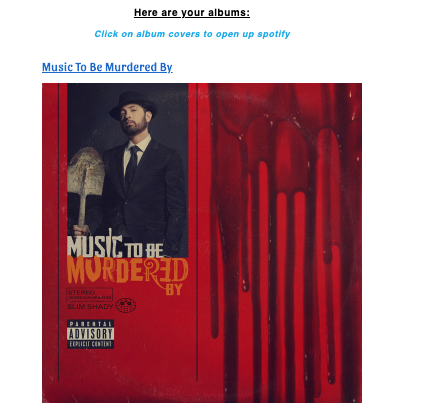 Here are your albums:
Click on album covers to open up spotify
Music To Be Murdered By
MUSIC TO BE
MURDERED
BY
STEREO
SLIM SHADY
PARENTAL
ADVISORY
EXPLICIT CONTENT